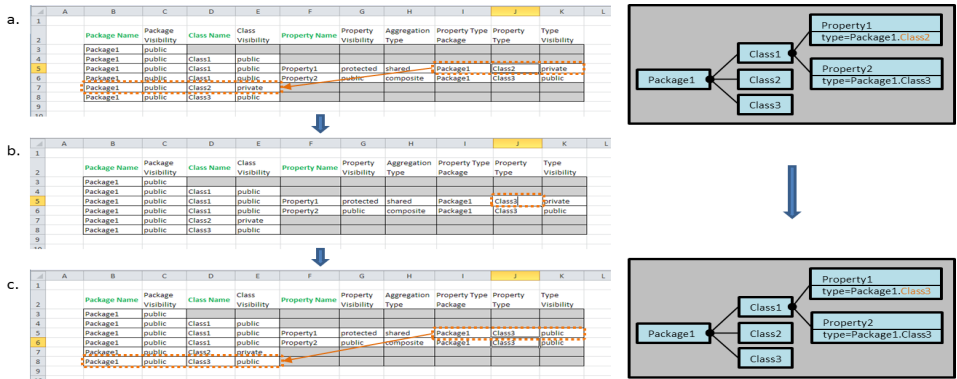 a.
A B C D E F G H I J K L
1
2 Package Name Package Visibility Class Name Class Visibility Property Name Property Visibility Aggregation Type Property Type Package Property Type Type Visibility
3 Package1 public
4 Package1 public Class1 public
5 Package1 public Class1 public Property1 protected shared Package1 Class2 private
6 Package1 public Class1 public Property2 public composite Package1 Class3 public
7 Package1 public Class2 private
8 Package1 public Class3 public
9
10
b.
A B C D E F G H I J K L
1
2 Package Name Package Visibility Class Name Class Visibility Property Name Property Visibility Aggregation Type Property Type Package Property Type Type Visibility
3 Package1 public
4 Package1 public Class1 public
5 Package1 public Class1 public Property1 protected shared Package1 Class3 private
6 Package1 public Class1 public Property2 public composite Package1 Class3 public
7 Package1 public Class2 private
8 Package1 public Class3 public
9
10
c.
A B C D E F G H I J K L
1
2 Package Name Package Visibility Class Name Class Visibility Property Name Property Visibility Aggregation Type Property Type Package Property Type Type Visibility
3 Package1 public
4 Package1 public Class1 public
5 Package1 public Class1 public Property1 protected shared Package1 Class3 public
6 Package1 public Class1 public Property2 public composite Package1 Class3 public
7 Package1 public Class2 private
8 Package1 public Class3 public
9
Property1
type=Package1.Class2
Class1
Property2
type=Package1.Class3
Package1
Class2
Class3
Property1
type=Package1.Class3
Class1
Property2
type=Package1.Class3
Package1
Class2
Class3